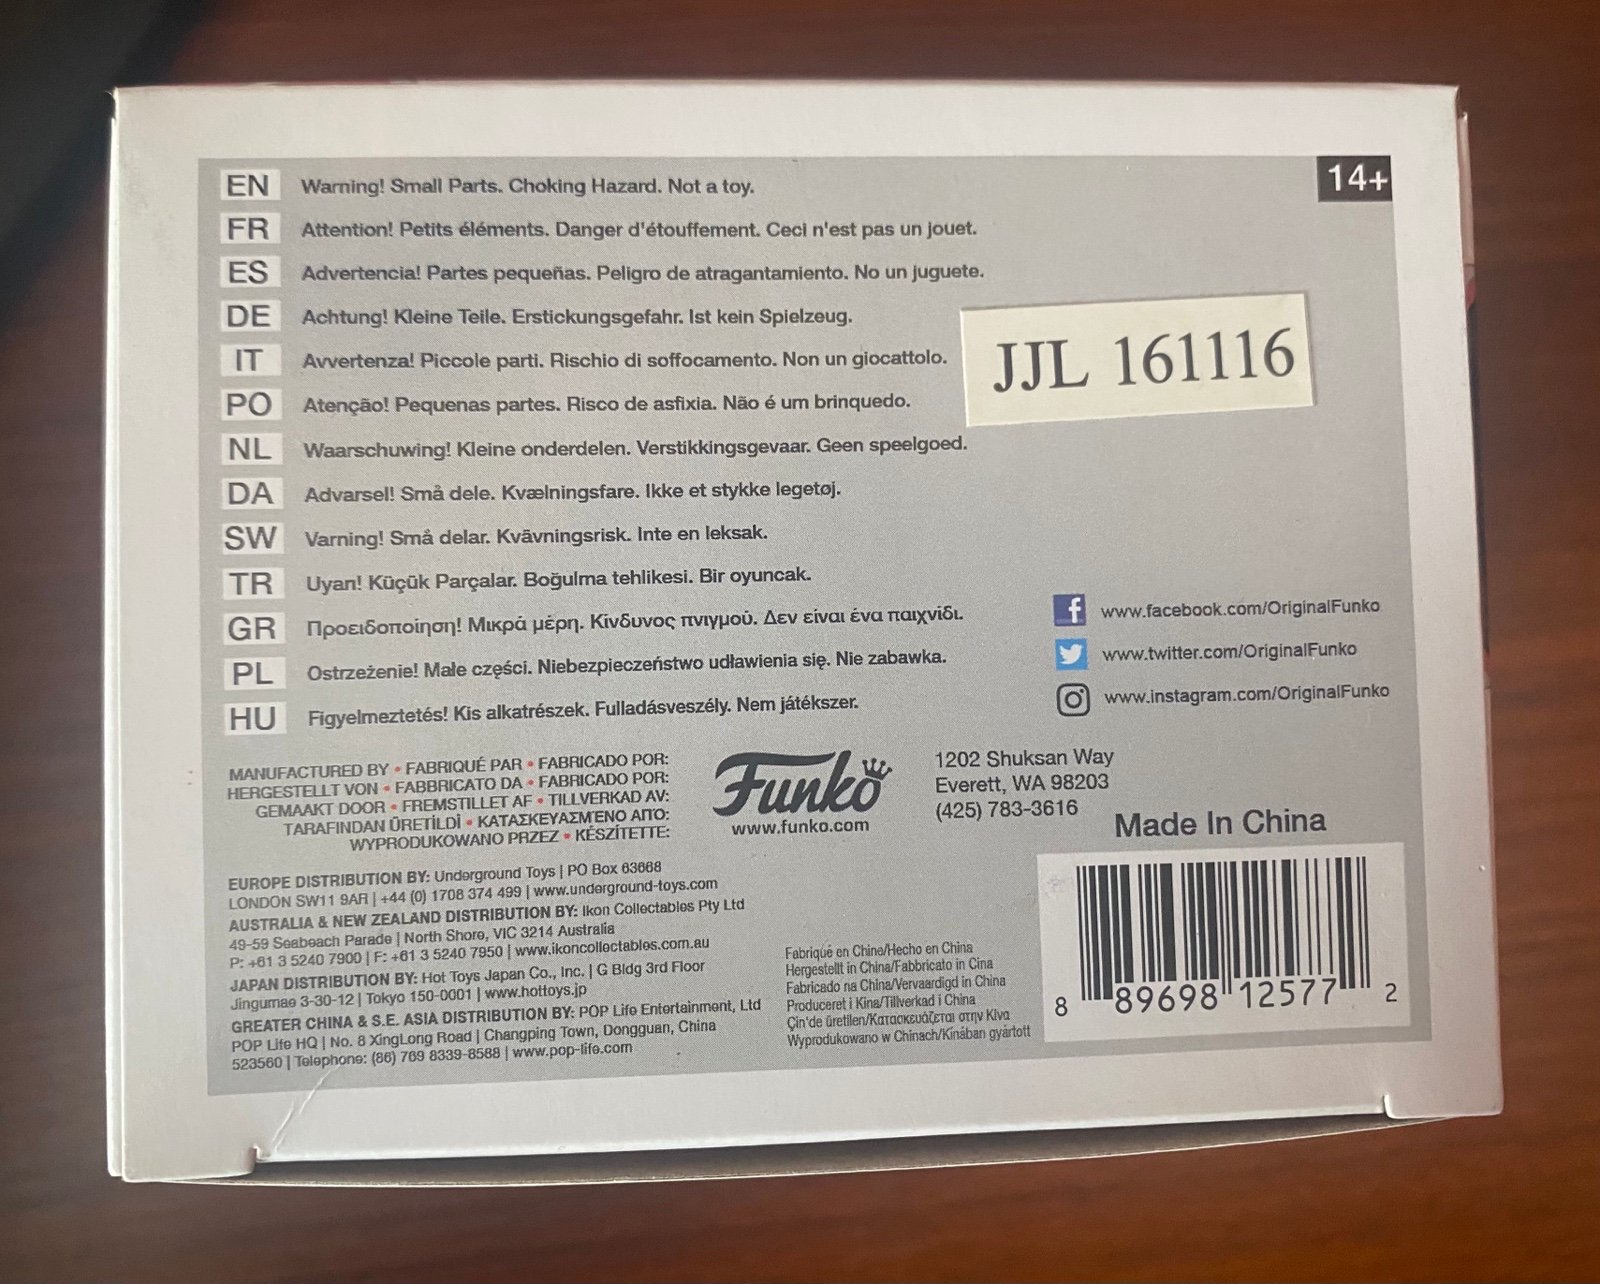 EN Warning! Small Parts. Choking Hazard. Not a toy.
14+
FR Attention! Petits éléments. Danger d'étouffement. Ceci n'est pas un jouet.
ES Advertencia! Partes pequeñas. Peligro de atragantamiento. No un juguete.
DE Achtung! Kleine Teile. Erstickungsgefahr. Ist kein Spielzeug.
IT Avvertenza! Piccole parti. Rischio di soffocamento. Non un giocattolo.
JJL 161116
PO Atenção! Pequenas partes. Risco de asfixia. Não é um brinquedo.
NL Waarschuwing! Kleine onderdelen. Verstikkingsgevaar. Geen speelgoed.
DA Advarsel! Små dele. Kvælningsfare. Ikke et stykke legetøj.
SW Varning! Små delar. Kvävningsrisk. Inte en leksak.
TR Uyan! Küçük Parçalar. Boğulma tehlikesi. Bir oyuncak.
GR Προειδοποίηση! Μικρά μέρη. Κίνδυνος πνιγμού. Δεν είναι ένα παιχνίδι.
PL Ostrzeżenie! Małe części. Niebezpieczeństwo udławienia się. Nie zabawka.
HU Figyelmeztetés! Kis alkatrészek. Fulladásveszély. Nem játékszer.
www.facebook.com/OriginalFunko
www.twitter.com/OriginalFunko
www.instagram.com/OriginalFunko
MANUFACTURED BY • FABRIQUÉ PAR • FABRICADO POR:
HERGESTELLT VON • FABBRICATO DA • FABRICADO POR:
GEMAAKT DOOR • FREMSTILLET AF • TILLVERKAD AV:
TARAFINDAN ÜRETİLDİ • ΚΑΤΑΣΚΕΥΑΣΜΈΝΟ ΑΠΌ:
WYPRODUKOWANO PRZEZ • KÉSZÍTETTE:
Funko
www.funko.com
1202 Shuksan Way
Everett, WA 98203
(425) 783-3616
Made In China
EUROPE DISTRIBUTION BY: Underground Toys | PO Box 63668
LONDON SW11 9AR | +44 (0) 1708 374 499 | www.underground-toys.com
AUSTRALIA & NEW ZEALAND DISTRIBUTION BY: Ikon Collectables Pty Ltd
49-59 Seabeach Parade | North Shore, VIC 3214 Australia
P: +61 3 5240 7900 | F: +61 3 5240 7950 | www.ikoncollectables.com.au
JAPAN DISTRIBUTION BY: Hot Toys Japan Co., Inc. | G Bldg 3rd Floor
Jingumae 3-30-12 | Tokyo 150-0001 | www.hottoys.jp
GREATER CHINA & S.E. ASIA DISTRIBUTION BY: POP Life Entertainment, Ltd
POP Life HQ | No. 8 XingLong Road | Changping Town, Dongguan, China
523560 | Telephone: (86) 769 8339-8588 | www.pop-life.com
Fabriqué en Chine/Hecho en China
Hergestellt in China/Fabbricato in Cina
Fabricado na China/Vervaardigd in China
Produceret i Kina/Tillverkad i China
Çin'de üretilen/Κατασκευάζεται στην Κίνα
Wyprodukowano w Chinach/Kínában gyártott
8 89698 12577 2